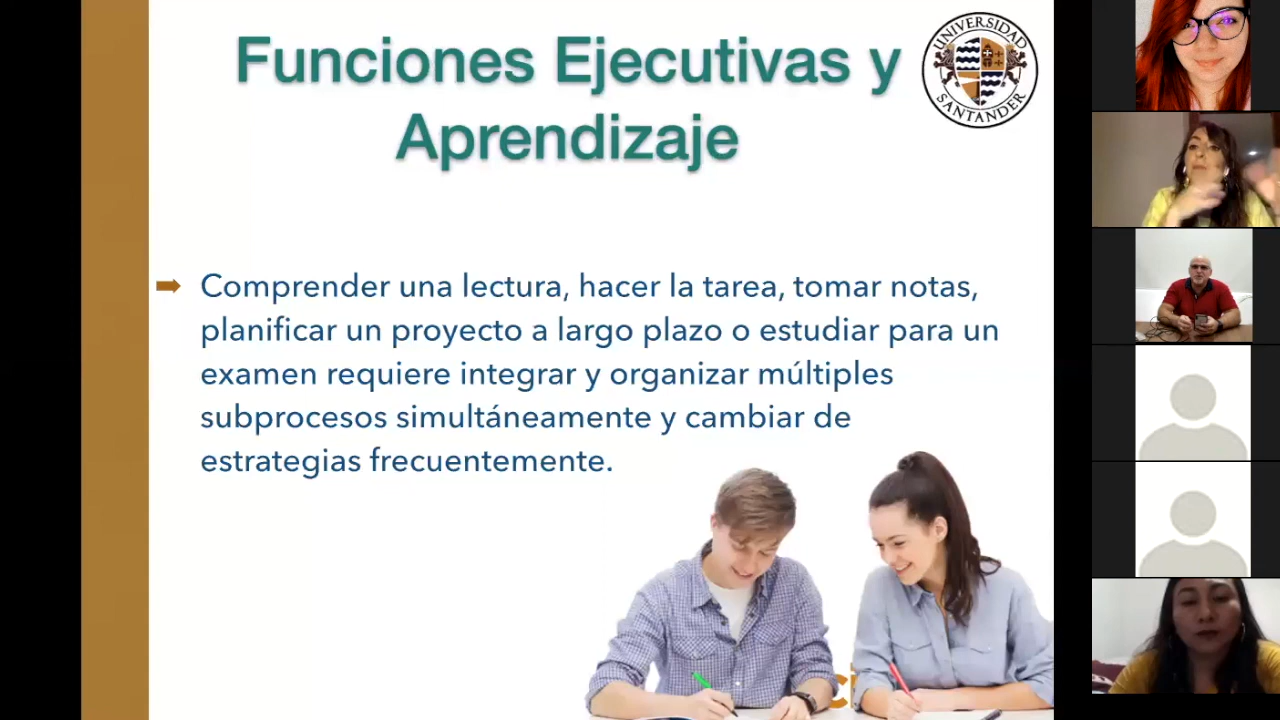 Funciones Ejecutivas y
Aprendizaje
UNIVERSIDAD
SANTANDER
➡ Comprender una lectura, hacer la tarea, tomar notas,
planificar un proyecto a largo plazo o estudiar para un
examen requiere integrar y organizar múltiples
subprocesos simultáneamente y cambiar de
estrategias frecuentemente.